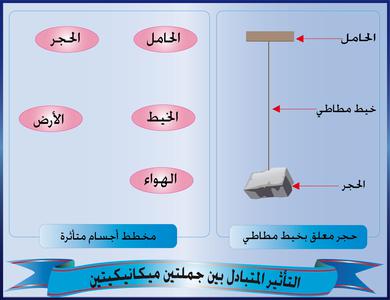 الحامل
خيط مطاطي
الحجر
حجر معلق بخيط مطاطي
الحامل
الحجر
الخيط
الأرض
الهواء
مخطط أجسام متأثرة
التأثير المتبادل بين جملتين ميكانيكيتين